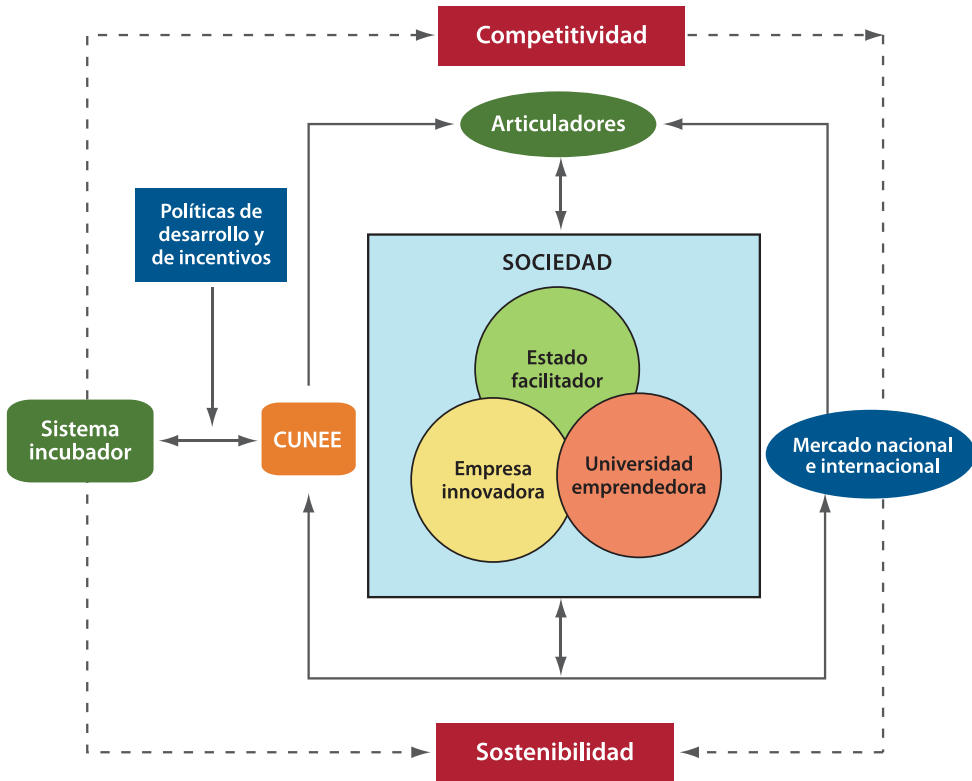 Competitividad
Articuladores
Políticas de
desarrollo y
de incentivos
SOCIEDAD
Estado
facilitador
Sistema
incubador
CUNEE
Empresa
innovadora
Universidad
emprendedora
Mercado nacional
e internacional
Sostenibilidad